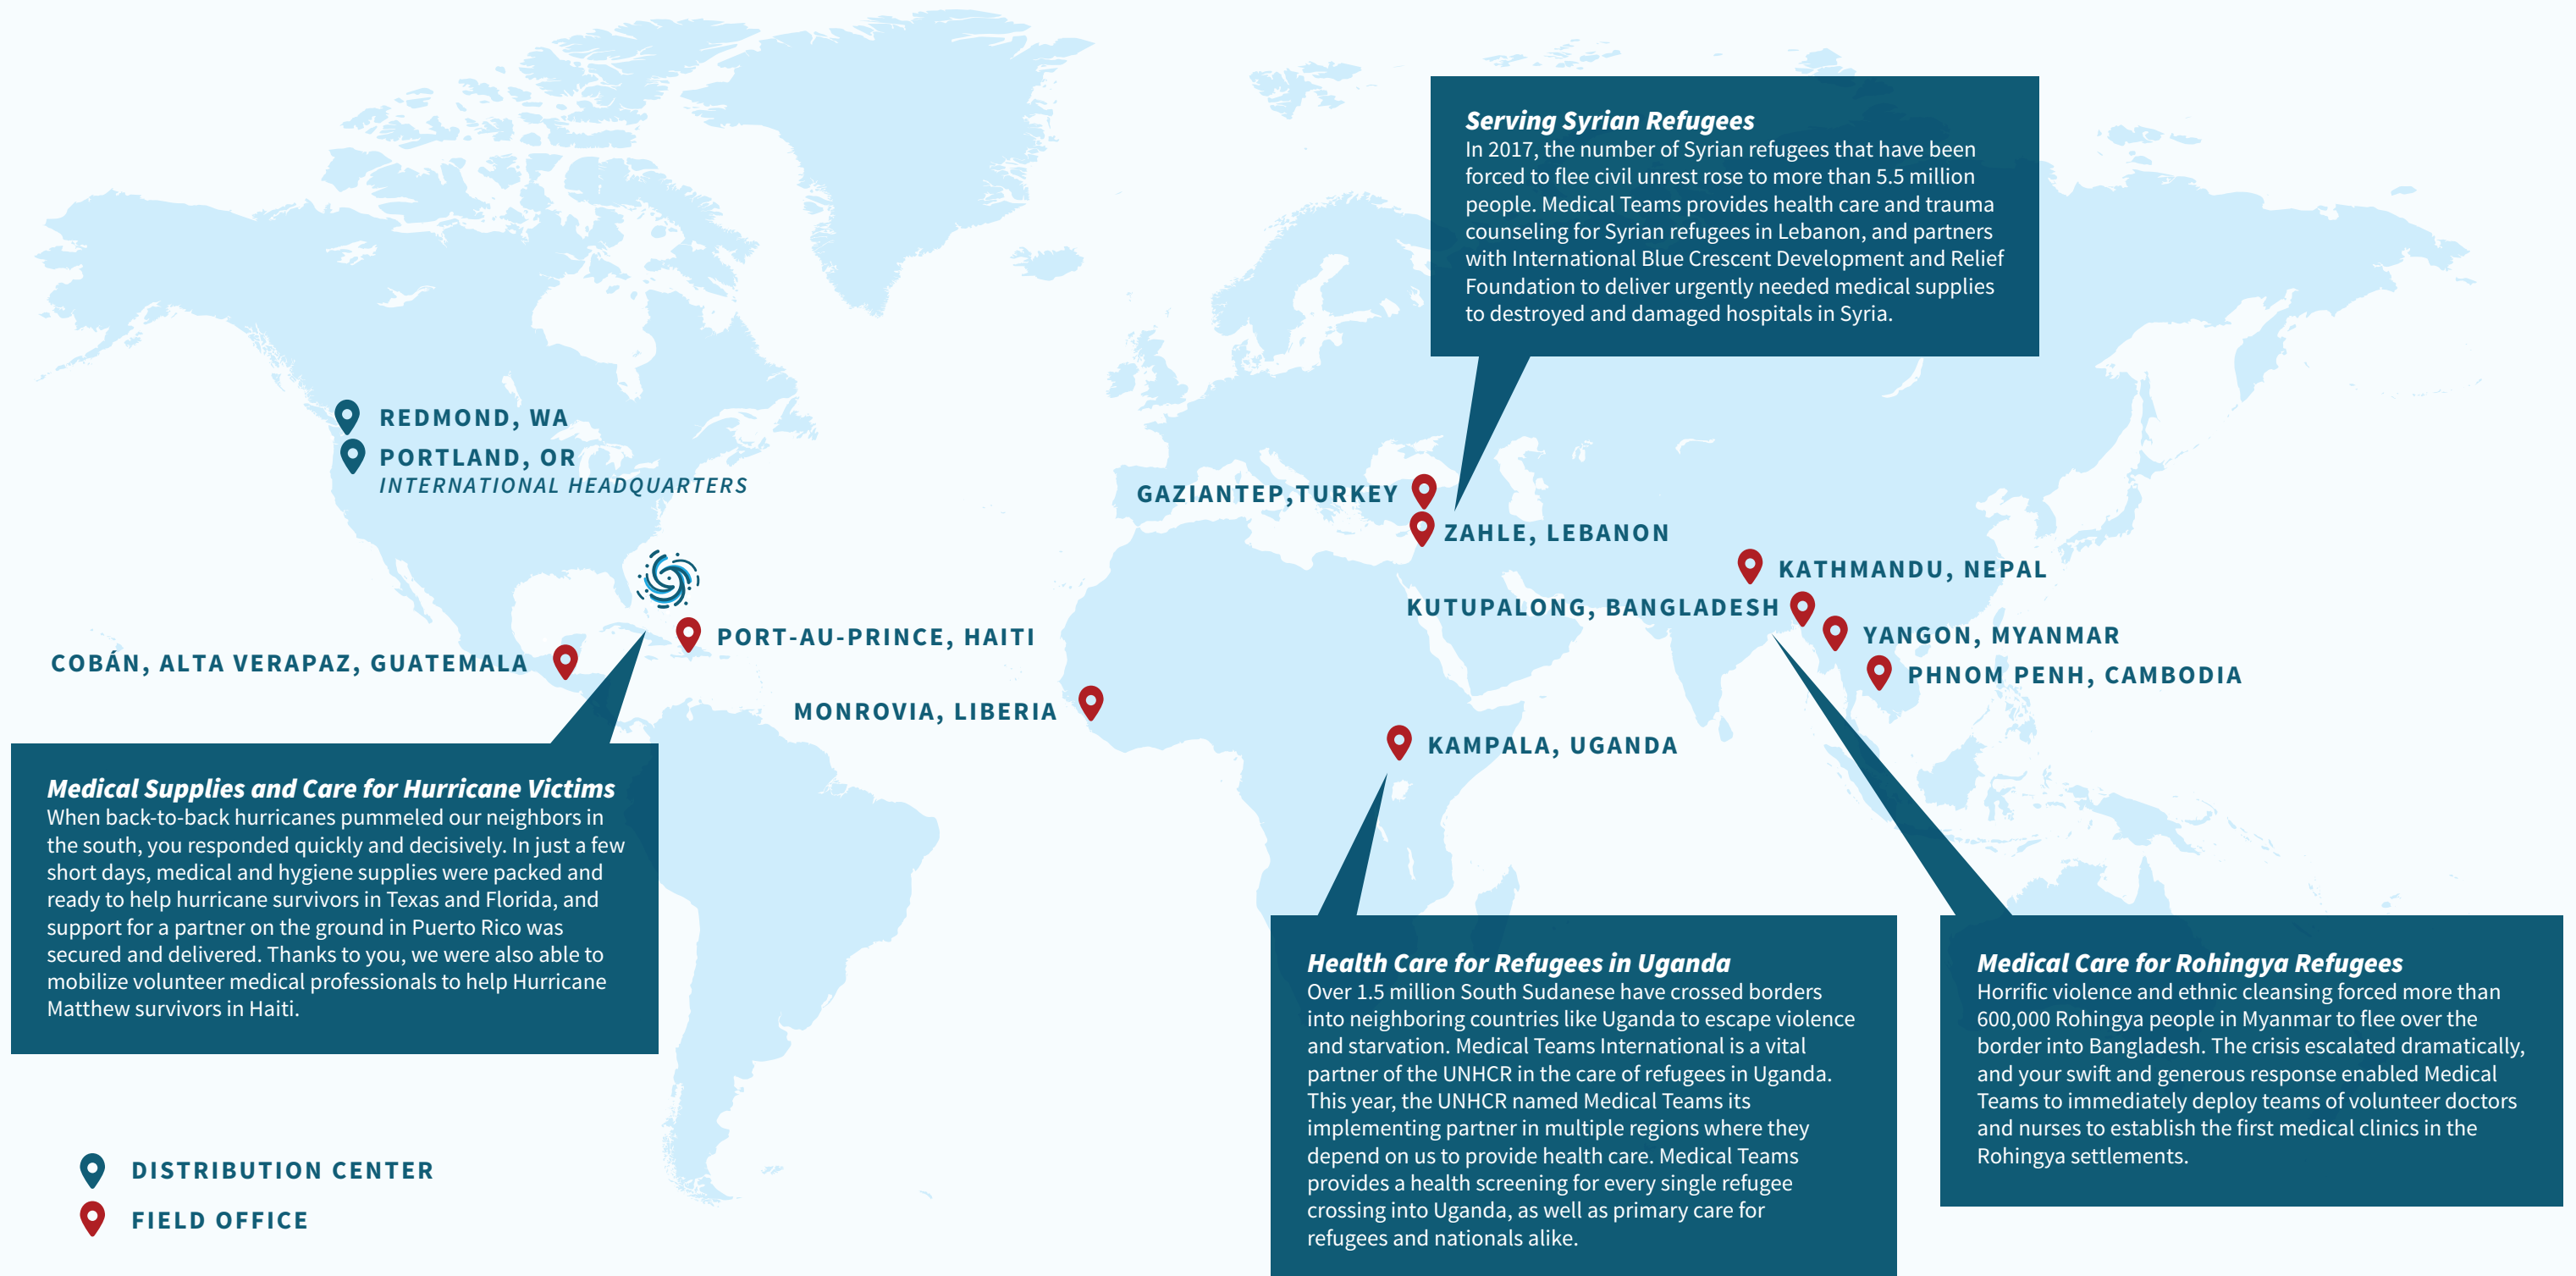 Serving Syrian Refugees
In 2017, the number of Syrian refugees that have been
forced to flee civil unrest rose to more than 5.5 million
people. Medical Teams provides health care and trauma
counseling for Syrian refugees in Lebanon, and partners
with International Blue Crescent Development and Relief
Foundation to deliver urgently needed medical supplies
to destroyed and damaged hospitals in Syria.
REDMOND, WA
PORTLAND, OR
INTERNATIONAL HEADQUARTERS
GAZIANTEP,TURKEY
ZAHLE, LEBANON
KATHMANDU, NEPAL
KUTUPALONG, BANGLADESH
YANGON, MYANMAR
PHNOM PENH, CAMBODIA
PORT-AU-PRINCE, HAITI
COBÁN, ALTA VERAPAZ, GUATEMALA
MONROVIA, LIBERIA
KAMPALA, UGANDA
Medical Supplies and Care for Hurricane Victims
When back-to-back hurricanes pummeled our neighbors in
the south, you responded quickly and decisively. In just a few
short days, medical and hygiene supplies were packed and
ready to help hurricane survivors in Texas and Florida, and
support for a partner on the ground in Puerto Rico was
secured and delivered. Thanks to you, we were also able to
mobilize volunteer medical professionals to help Hurricane
Matthew survivors in Haiti.
Health Care for Refugees in Uganda
Over 1.5 million South Sudanese have crossed borders
into neighboring countries like Uganda to escape violence
and starvation. Medical Teams International is a vital
partner of the UNHCR in the care of refugees in Uganda.
This year, the UNHCR named Medical Teams its
implementing partner in multiple regions where they
depend on us to provide health care. Medical Teams
provides a health screening for every single refugee
crossing into Uganda, as well as primary care for
refugees and nationals alike.
Medical Care for Rohingya Refugees
Horrific violence and ethnic cleansing forced more than
600,000 Rohingya people in Myanmar to flee over the
border into Bangladesh. The crisis escalated dramatically,
and your swift and generous response enabled Medical
Teams to immediately deploy teams of volunteer doctors
and nurses to establish the first medical clinics in the
Rohingya settlements.
DISTRIBUTION CENTER
FIELD OFFICE